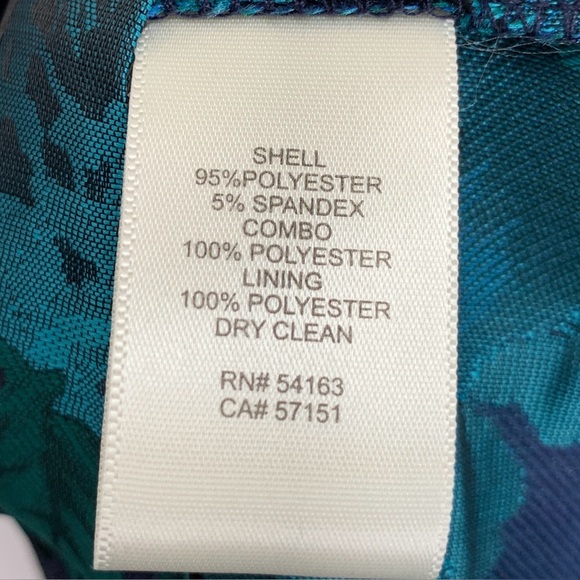 SHELL
95%POLYESTER
5% SPANDEX
COMBO
100% POLYESTER
LINING
100% POLYESTER
DRY CLEAN
RN# 54163
CA# 57151